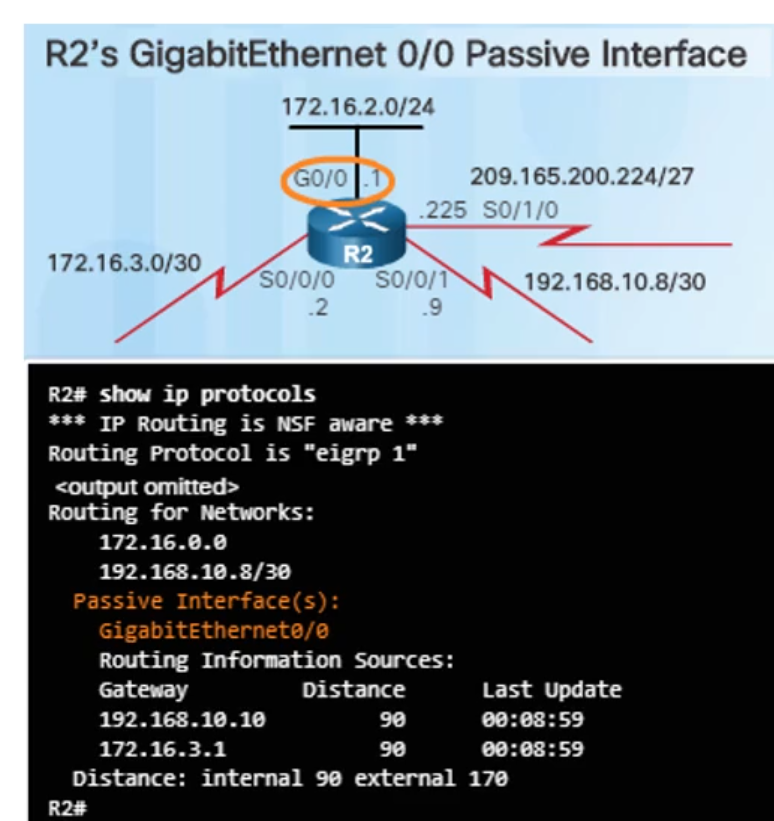 R2's GigabitEthernet 0/0 Passive Interface
172.16.2.0/24
G0/0 .1
209.165.200.224/27
.225 S0/1/0
R2
172.16.3.0/30
S0/0/0 S0/0/1
192.168.10.8/30
.2 .9
R2# show ip protocols
*** IP Routing is NSF aware ***
Routing Protocol is "eigrp 1"
<output omitted>
Routing for Networks:
172.16.0.0
192.168.10.8/30
Passive Interface(s):
GigabitEthernet0/0
Routing Information Sources:
Gateway Distance Last Update
192.168.10.10 90 00:08:59
172.16.3.1 90 00:08:59
Distance: internal 90 external 170
R2#